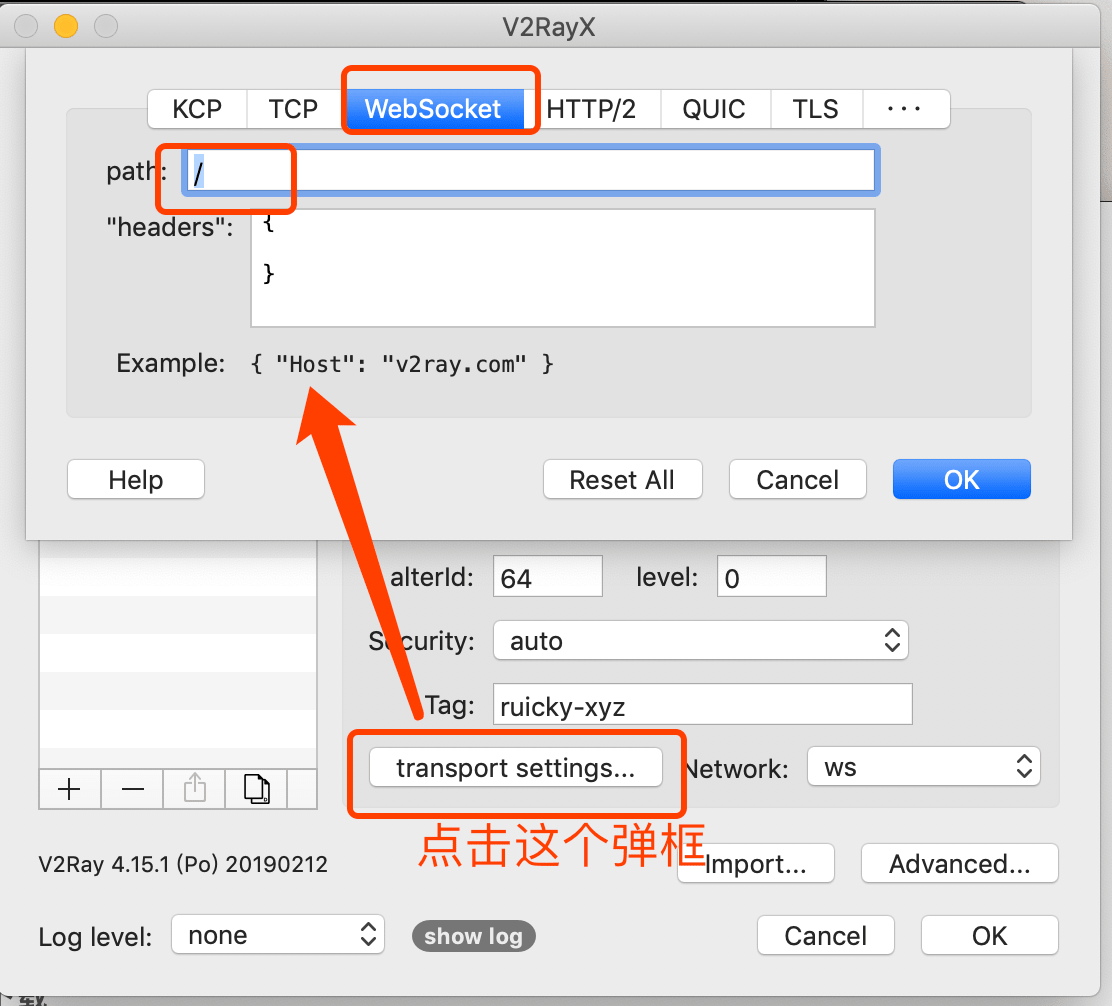 V2RayX
KCP TCP WebSocket HTTP/2 QUIC TLS ···
path: /
"headers": {
}
Example: { "Host": "v2ray.com" }
Help Reset All Cancel OK
alterId: 64 level: 0
Security: auto
Tag: ruicky-xyz
transport settings... Network: ws
点击这个弹框
V2Ray 4.15.1 (Po) 20190212 Import... Advanced...
Log level: none show log Cancel OK